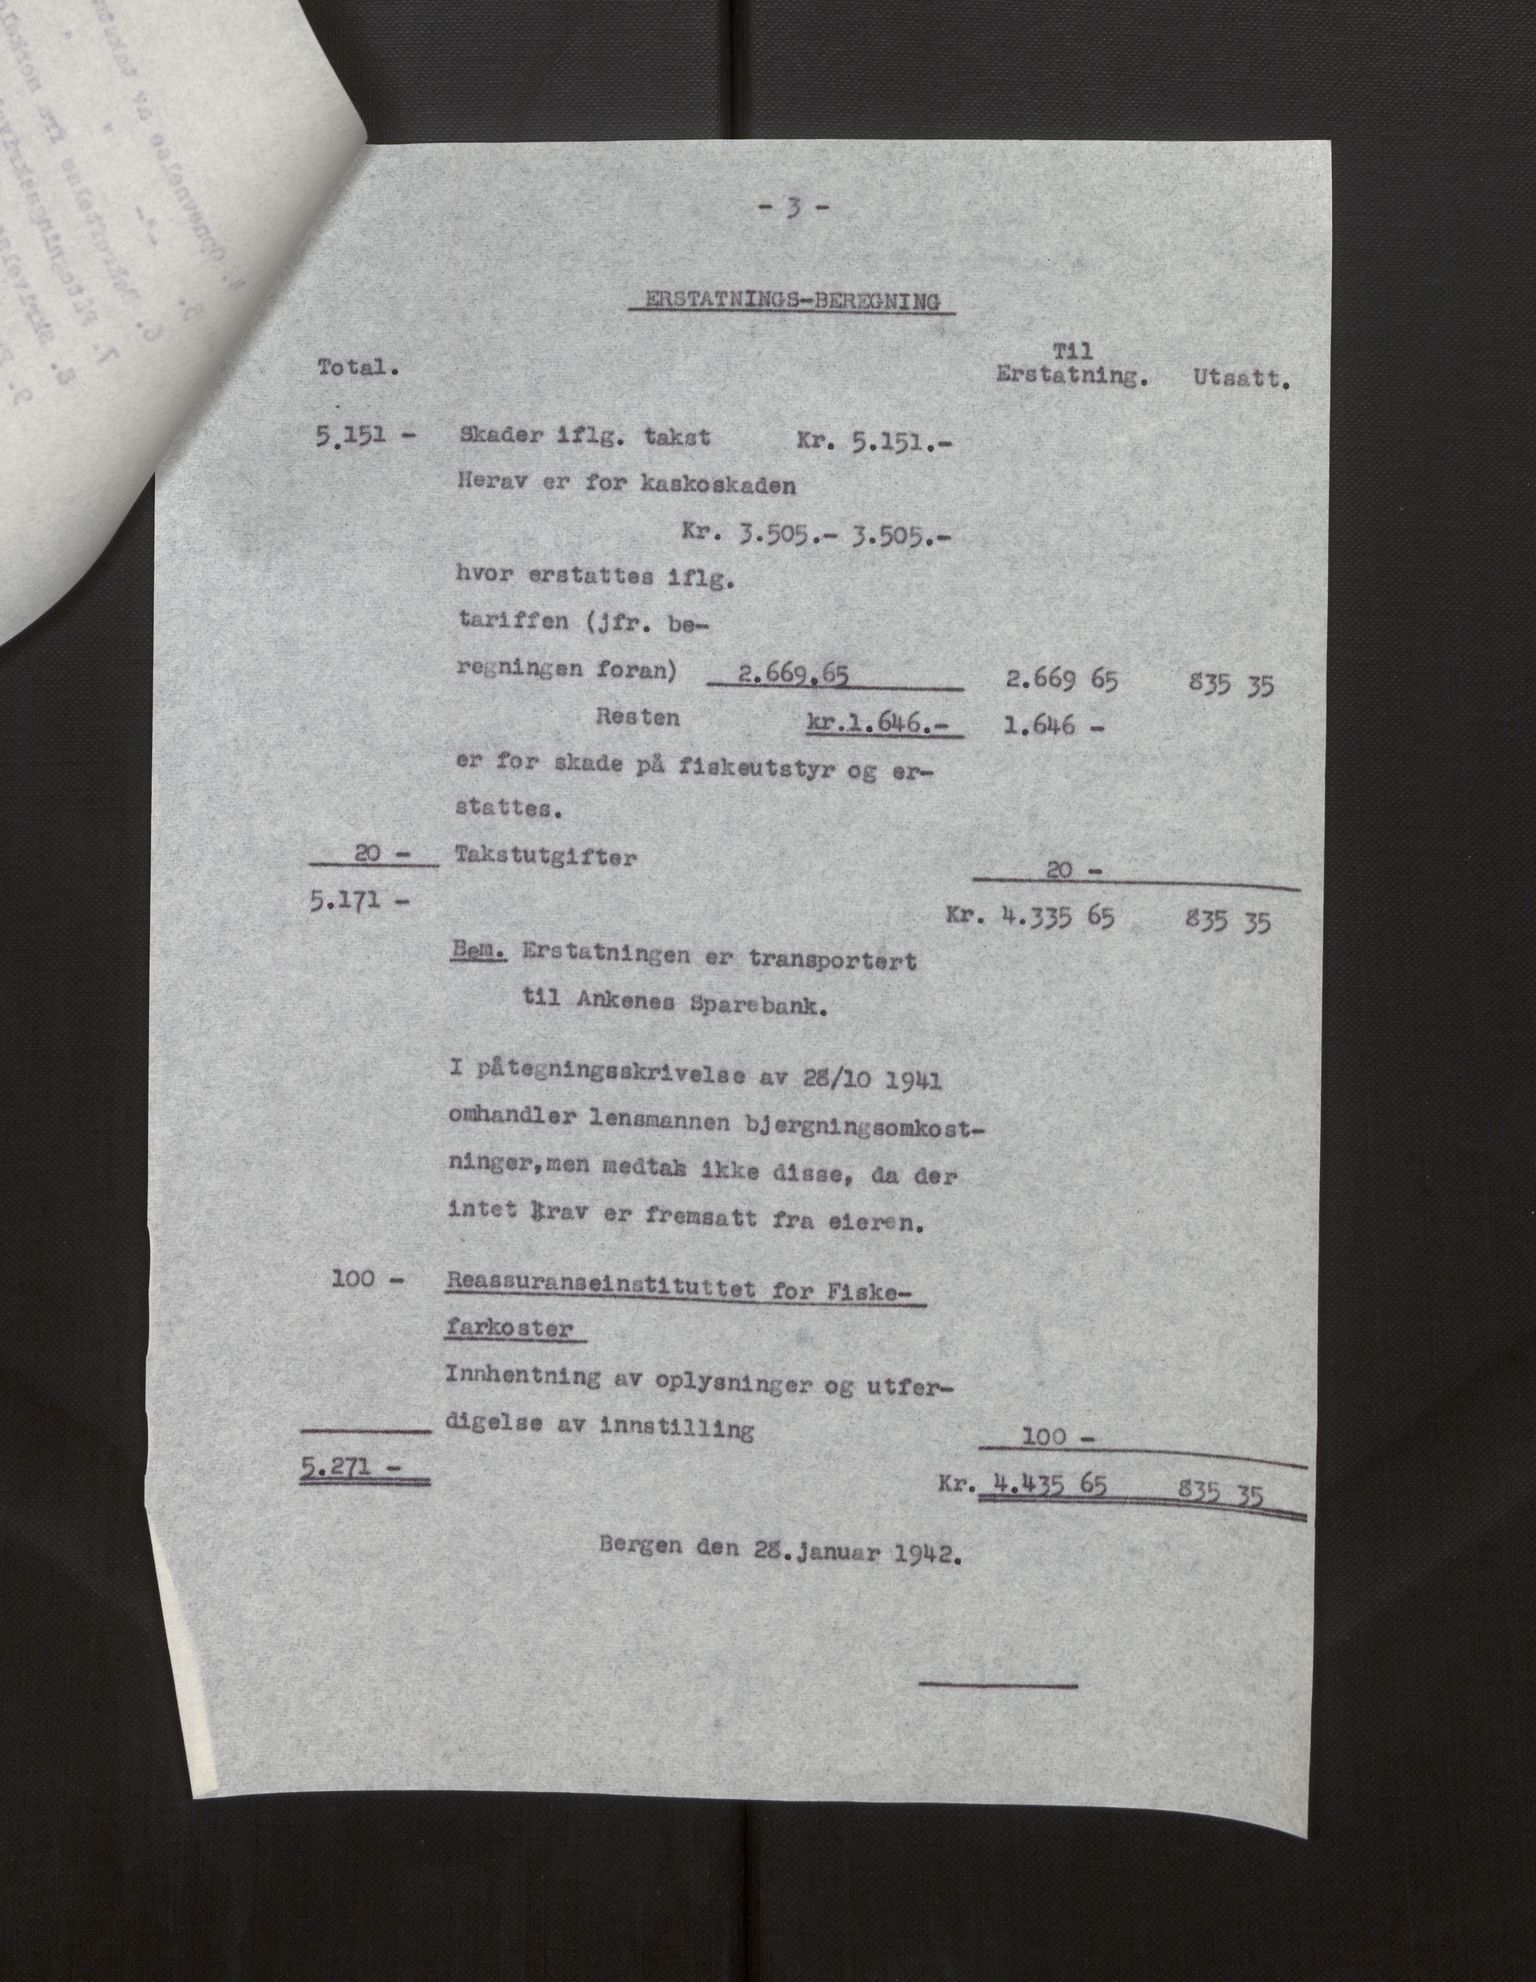 - 3 -
ERSTATNINGS-BEREGNING
Til
Total. Erstatning. Utsatt.
5.151 - Skader iflg. takst Kr. 5.151.-
Herav er for kaskoskaden
Kr. 3.505.- 3.505.-
hvor erstattes iflg.
tariffen (jfr. be-
regningen foran) 2.669.65 2.669 65 835 35
Resten kr.1.646.- 1.646 -
er for skade på fiskeutstyr og er-
stattes.
20 - Takstutgifter 20 -
5.171 - Kr. 4.335 65 835 35
Bem. Erstatningen er transportert
til Ankenes Sparebank.
I påtegningsskrivelse av 28/10 1941
omhandler lensmannen bjergningsomkost-
ninger,men medtak ikke disse, da der
intet krav er fremsatt fra eieren.
100 - Reassuranseinstituttet for Fiske-
farkoster
Innhentning av oplysninger og utfer-
digelse av innstilling 100 -
5.271 - Kr. 4.435 65 835 35
Bergen den 28.januar 1942.